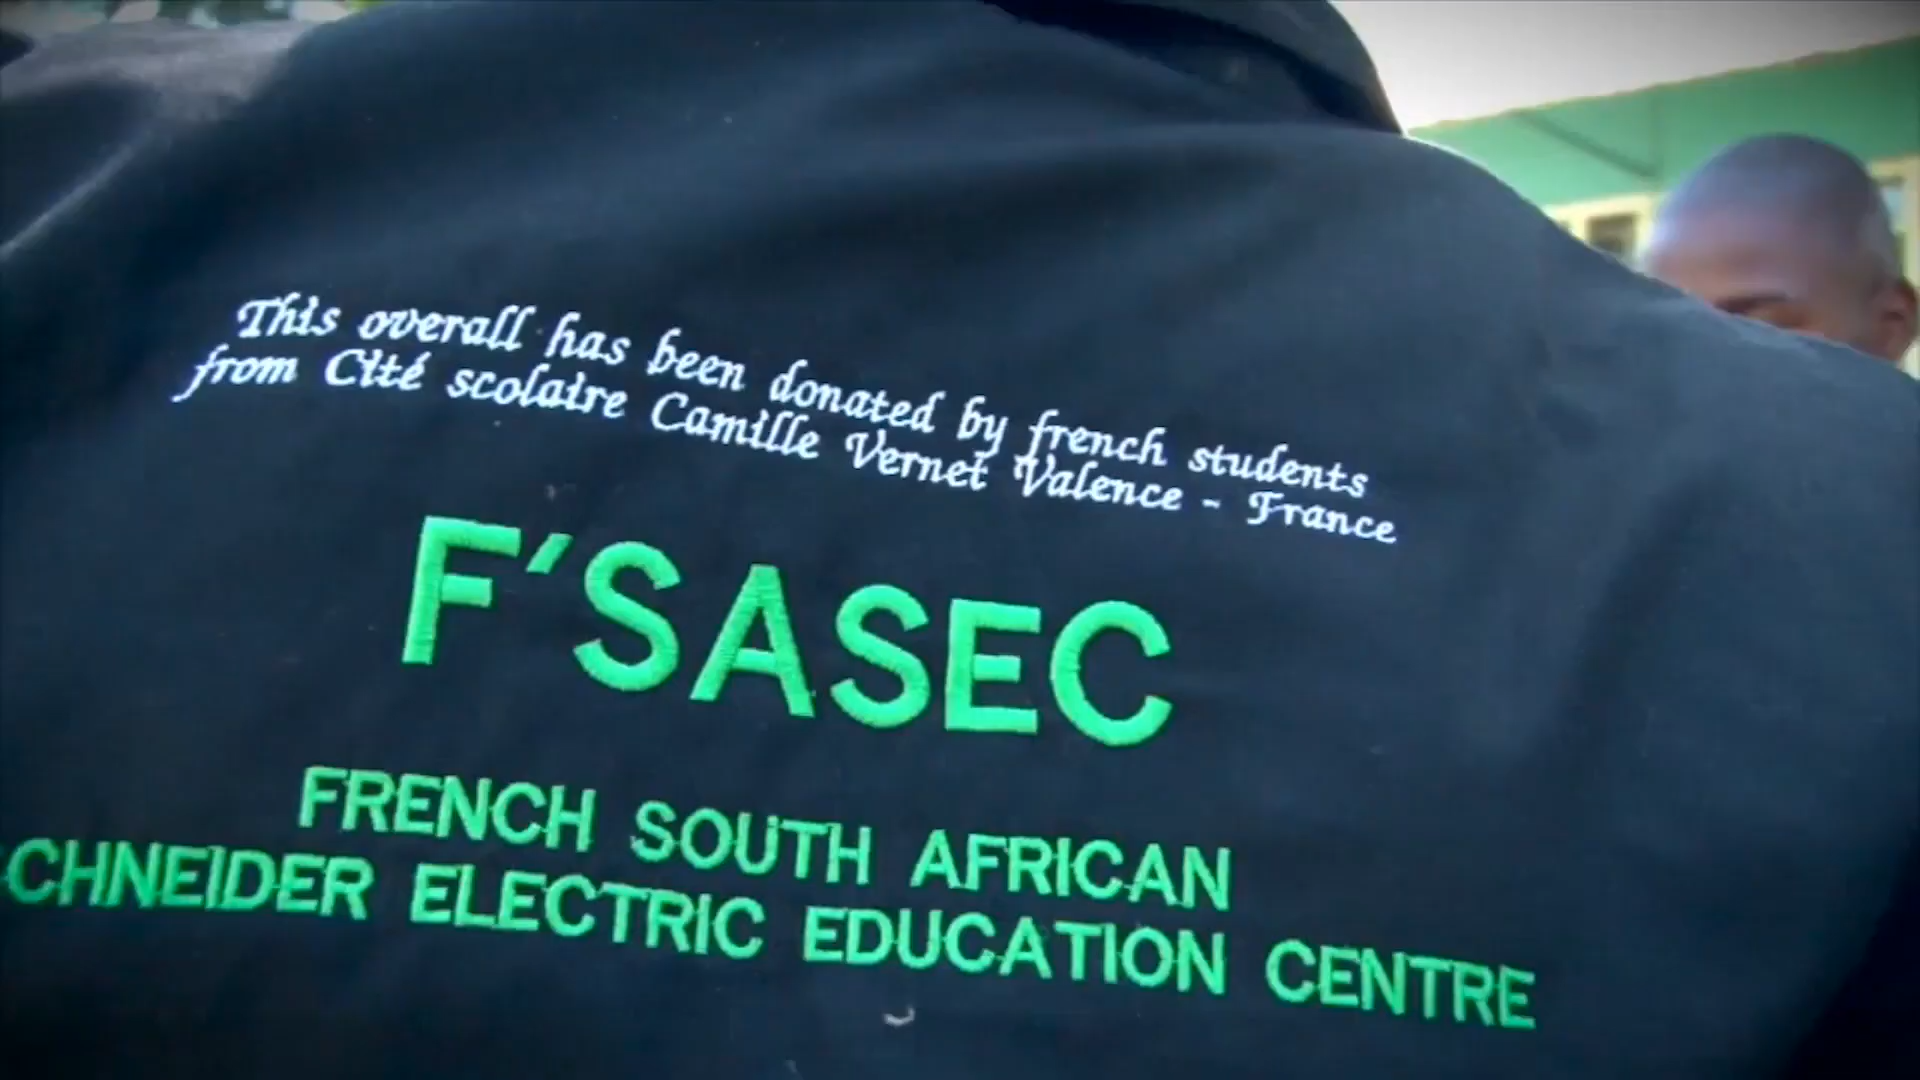 This overall has been donated by french students
from Cité scolaire Camille Vernet Valence - France
F'SASEC
FRENCH SOUTH AFRICAN
CHNEIDER ELECTRIC EDUCATION CENTRE